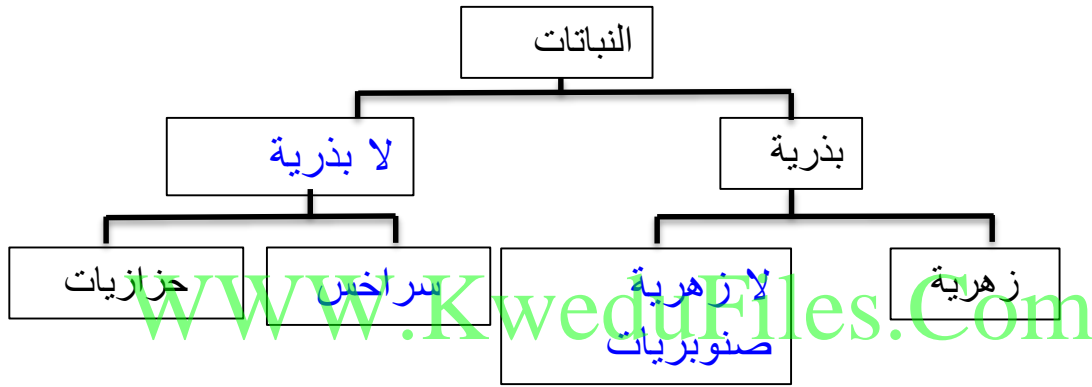 النباتات
بذرية
لا بذرية
زهرية
لا زهرية
صنوبريات
سراخس
حزازيات
WWW.KweduFiles.Com